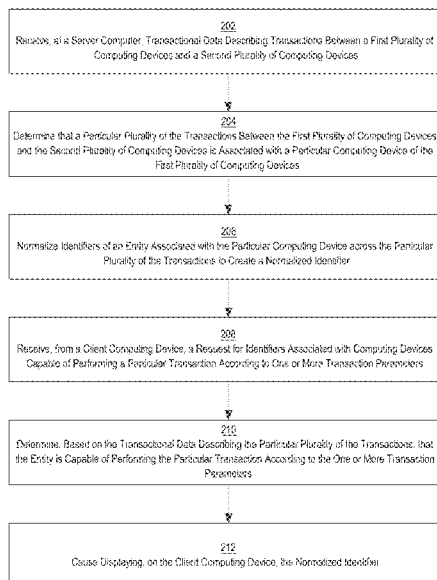 202
Receive, at a Server Computer, Transactional Data Describing Transactions Between a First Plurality of
Computing Devices and a Second Plurality of Computing Devices
204
Determine that a Particular Plurality of the Transactions Between the First Plurality of Computing Devices
and the Second Plurality of Computing Devices is Associated with a Particular Computing Device of the
First Plurality of Computing Devices
206
Normalize Identifiers of an Entity Associated with the Particular Computing Device across the Particular
Plurality of the Transactions to Create a Normalized Identifier
208
Receive, from a Client Computing Device, a Request for Identifiers Associated with Computing Devices
Capable of Performing a Particular Transaction According to One or More Transaction Parameters
210
Determine, Based on the Transactional Data Describing the Particular Plurality of the Transactions, that
the Entity is Capable of Performing the Particular Transaction According to the One or More Transaction
Parameters
212
Cause Displaying, on the Client Computing Device, the Normalized Identifier